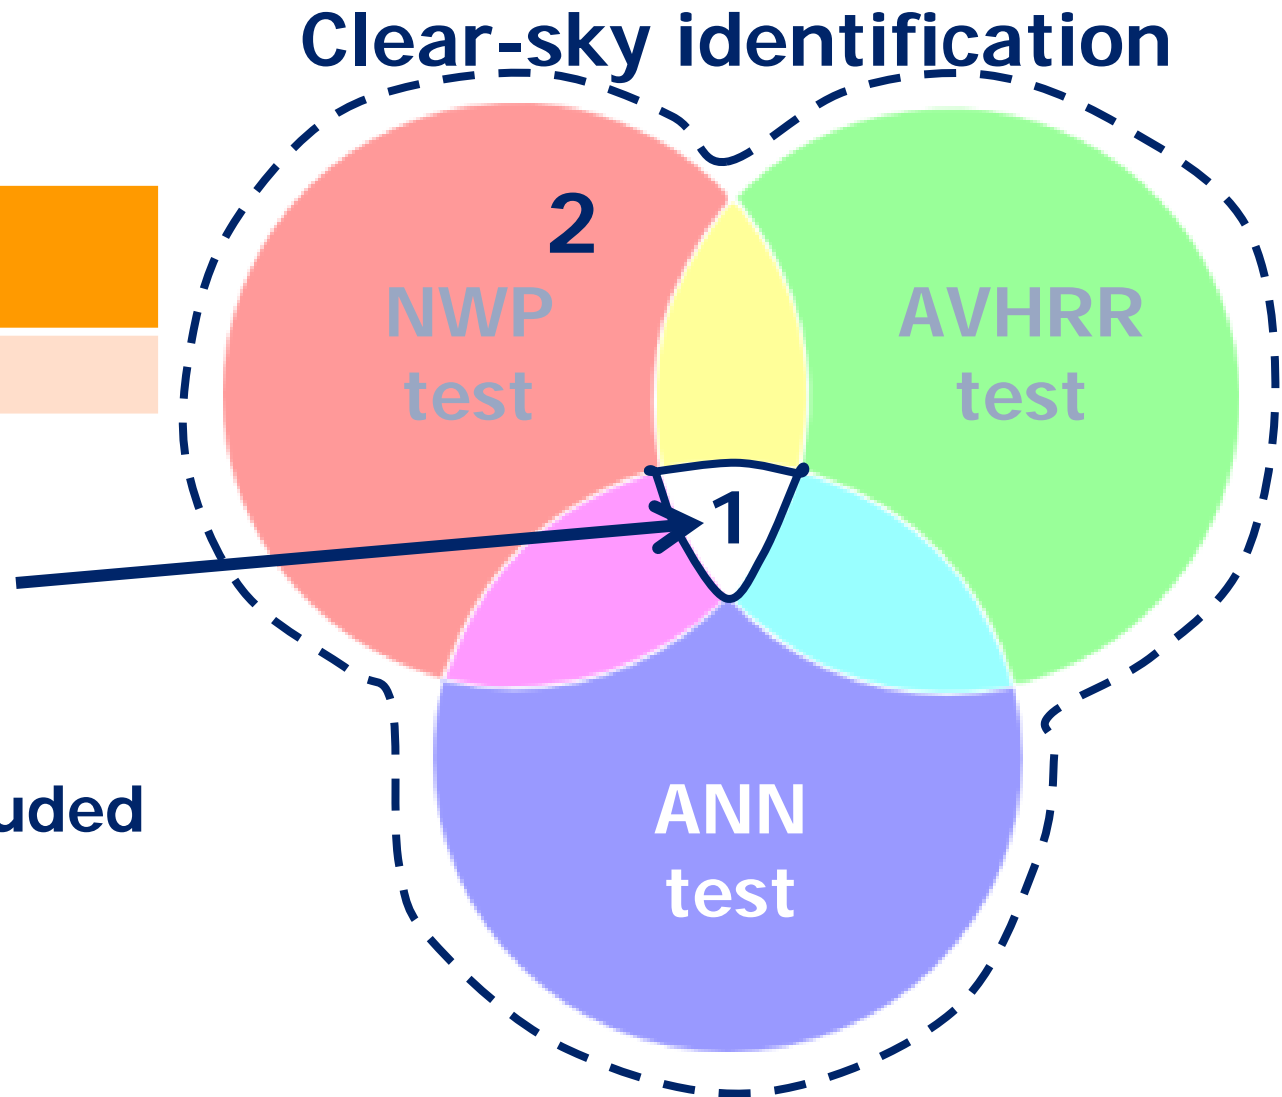 Clear-sky identification
2
NWP
test
AVHRR
test
1
uded
ANN
test